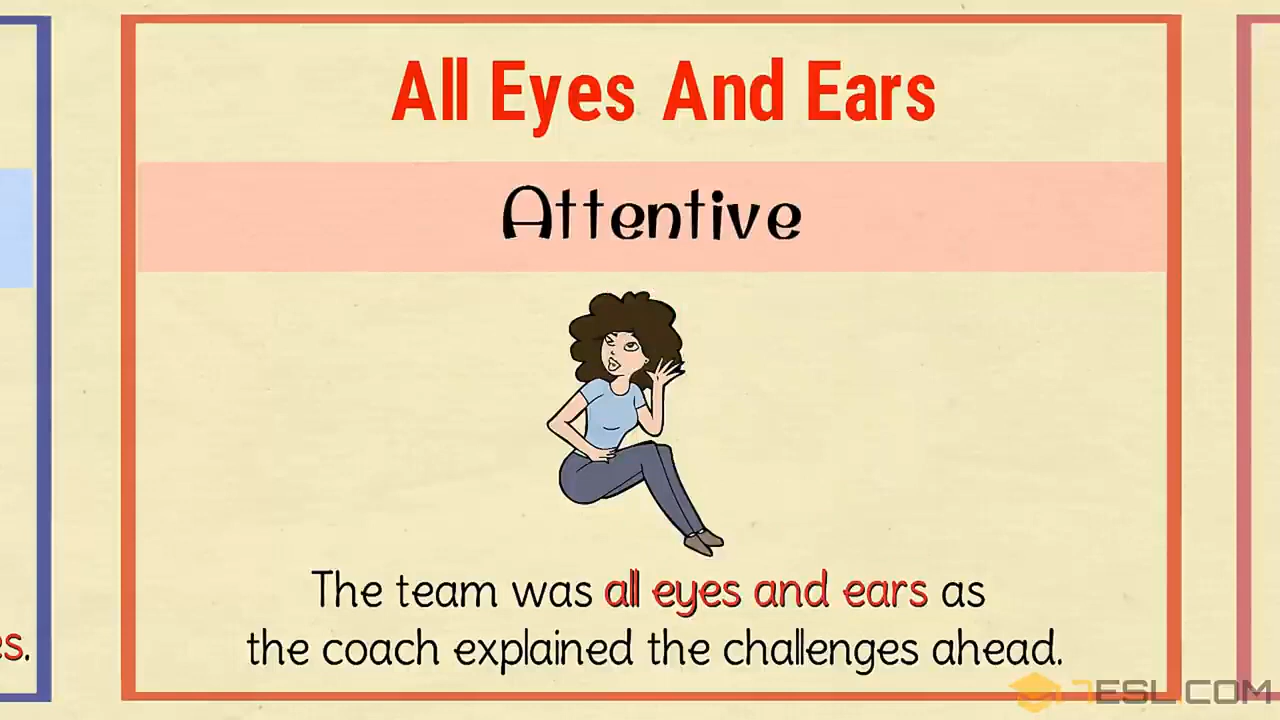 All Eyes And Ears
Attentive
The team was all eyes and ears as
the coach explained the challenges ahead.
es.
7ESL.COM